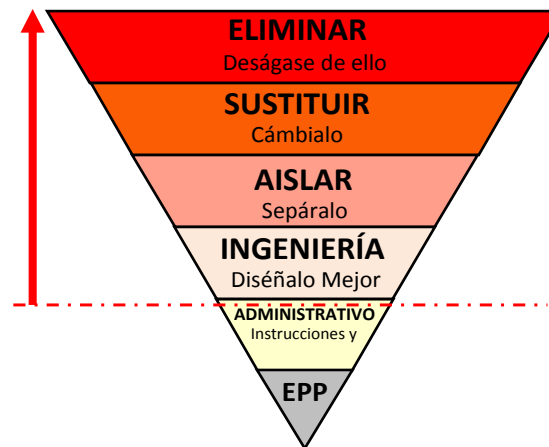 ELIMINAR
Deságase de ello
SUSTITUIR
Cámbialo
AISLAR
Sepáralo
INGENIERÍA
Diséñalo Mejor
ADMINISTRATIVO
Instrucciones y
EPP